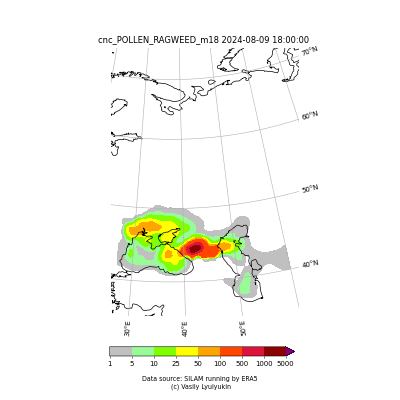 cnc_POLLEN_RAGWEED_m18 2024-08-09 18:00:00
70°N
60°N
50°N
40°N
30°E
40°E
50°E
1 5 10 25 50 100 500 1000 5000
Data source: SILAM running by ERA5
(c) Vasily Lyulyukin